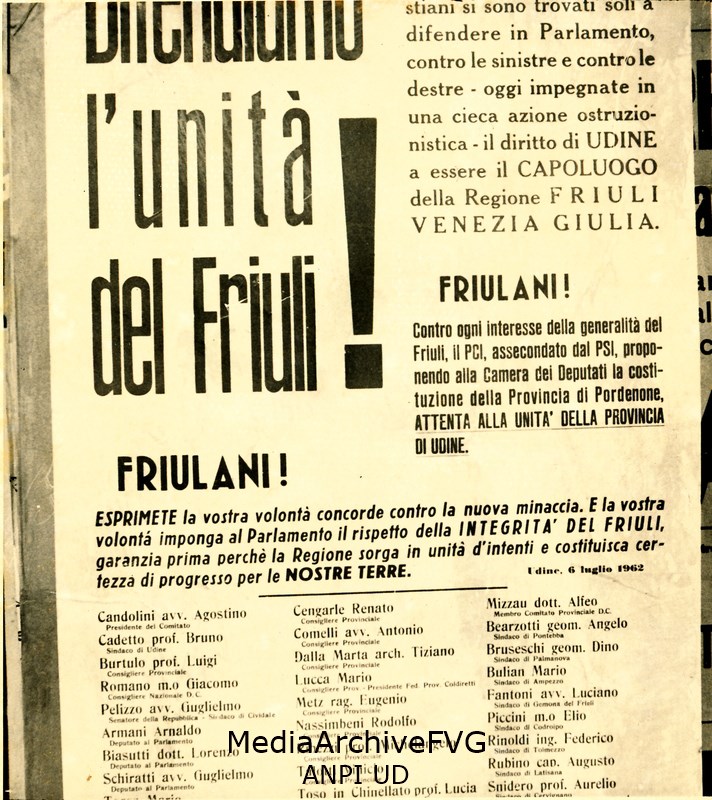 Difendiamo
l'unità
del Friuli!
stiani si sono trovati soli a
difendere in Parlamento,
contro le sinistre e contro le
destre - oggi impegnate in
una cieca azione ostruzio-
nistica - il diritto di UDINE
a essere il CAPOLUOGO
della Regione FRIULI
VENEZIA GIULIA.
FRIULANI!
Contro ogni interesse della generalità del
Friuli, il PCI, assecondato dal PSI, propo-
nendo alla Camera dei Deputati la costi-
tuzione della Provincia di Pordenone,
ATTENTA ALLA UNITA' DELLA PROVINCIA
DI UDINE.
FRIULANI!
ESPRIMETE la vostra volontà concorde contro la nuova minaccia. E la vostra
volontá imponga al Parlamento il rispetto della INTEGRITA' DEL FRIULI,
garanzia prima perchè la Regione sorga in unità d'intenti e costituisca cer-
tezza di progresso per le NOSTRE TERRE.
Udine, 6 luglio 1962
Candolini avv. Agostino
Presidente del Comitato
Cadetto prof. Bruno
Sindaco di Udine
Burtulo prof. Luigi
Consigliere Provinciale
Romano m.o Giacomo
Consigliere Nazionale D.C.
Pelizzo avv. Guglielmo
Senatore della Repubblica - Sindaco di Cividale
Armani Arnaldo
Deputato al Parlamento
Biasutti dott. Lorenzo
Deputato al Parlamento
Schiratti avv. Guglielmo
Cengarle Renato
Consigliere Provinciale
Comelli avv. Antonio
Consigliere Provinciale
Dalla Marta arch. Tiziano
Consigliere Provinciale
Lucca Mario
Consigliere Prov. - Presidente Fed. Prov. Coldiretti
Metz rag. Eugenio
Consigliere Provinciale
Nassimbeni Rodolfo
Consigliere Provinciale
Toso in Chinellato prof. Lucia
Mizzau dott. Alfeo
Membro Comitato Provinciale D.C.
Bearzotti geom. Angelo
Sindaco di Pontebba
Bruseschi geom. Dino
Sindaco di Palmanova
Bulian Mario
Sindaco di Ampezzo
Fantoni avv. Luciano
Sindaco di Gemona del Friuli
Piccini m.o Elio
Sindaco di Codroipo
Rinoldi ing. Federico
Sindaco di Tolmezzo
Rubino cap. Augusto
Sindaco di Latisana
Snidero prof. Aurelio
Sindaco di Cervignano
MediaArchiveFVG
ANPI UD